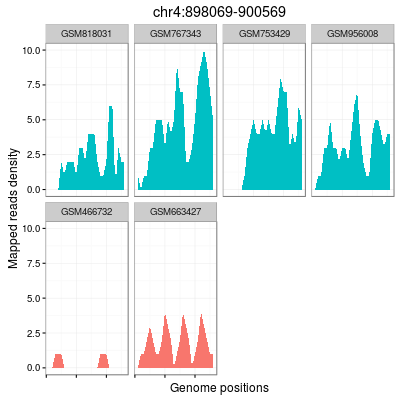 chr4:898069-900569
GSM818031 GSM767343 GSM753429 GSM956008
10.0
7.5
5.0
2.5
0.0
GSM466732 GSM663427
10.0
7.5
5.0
2.5
0.0
Mapped reads density
Genome positions